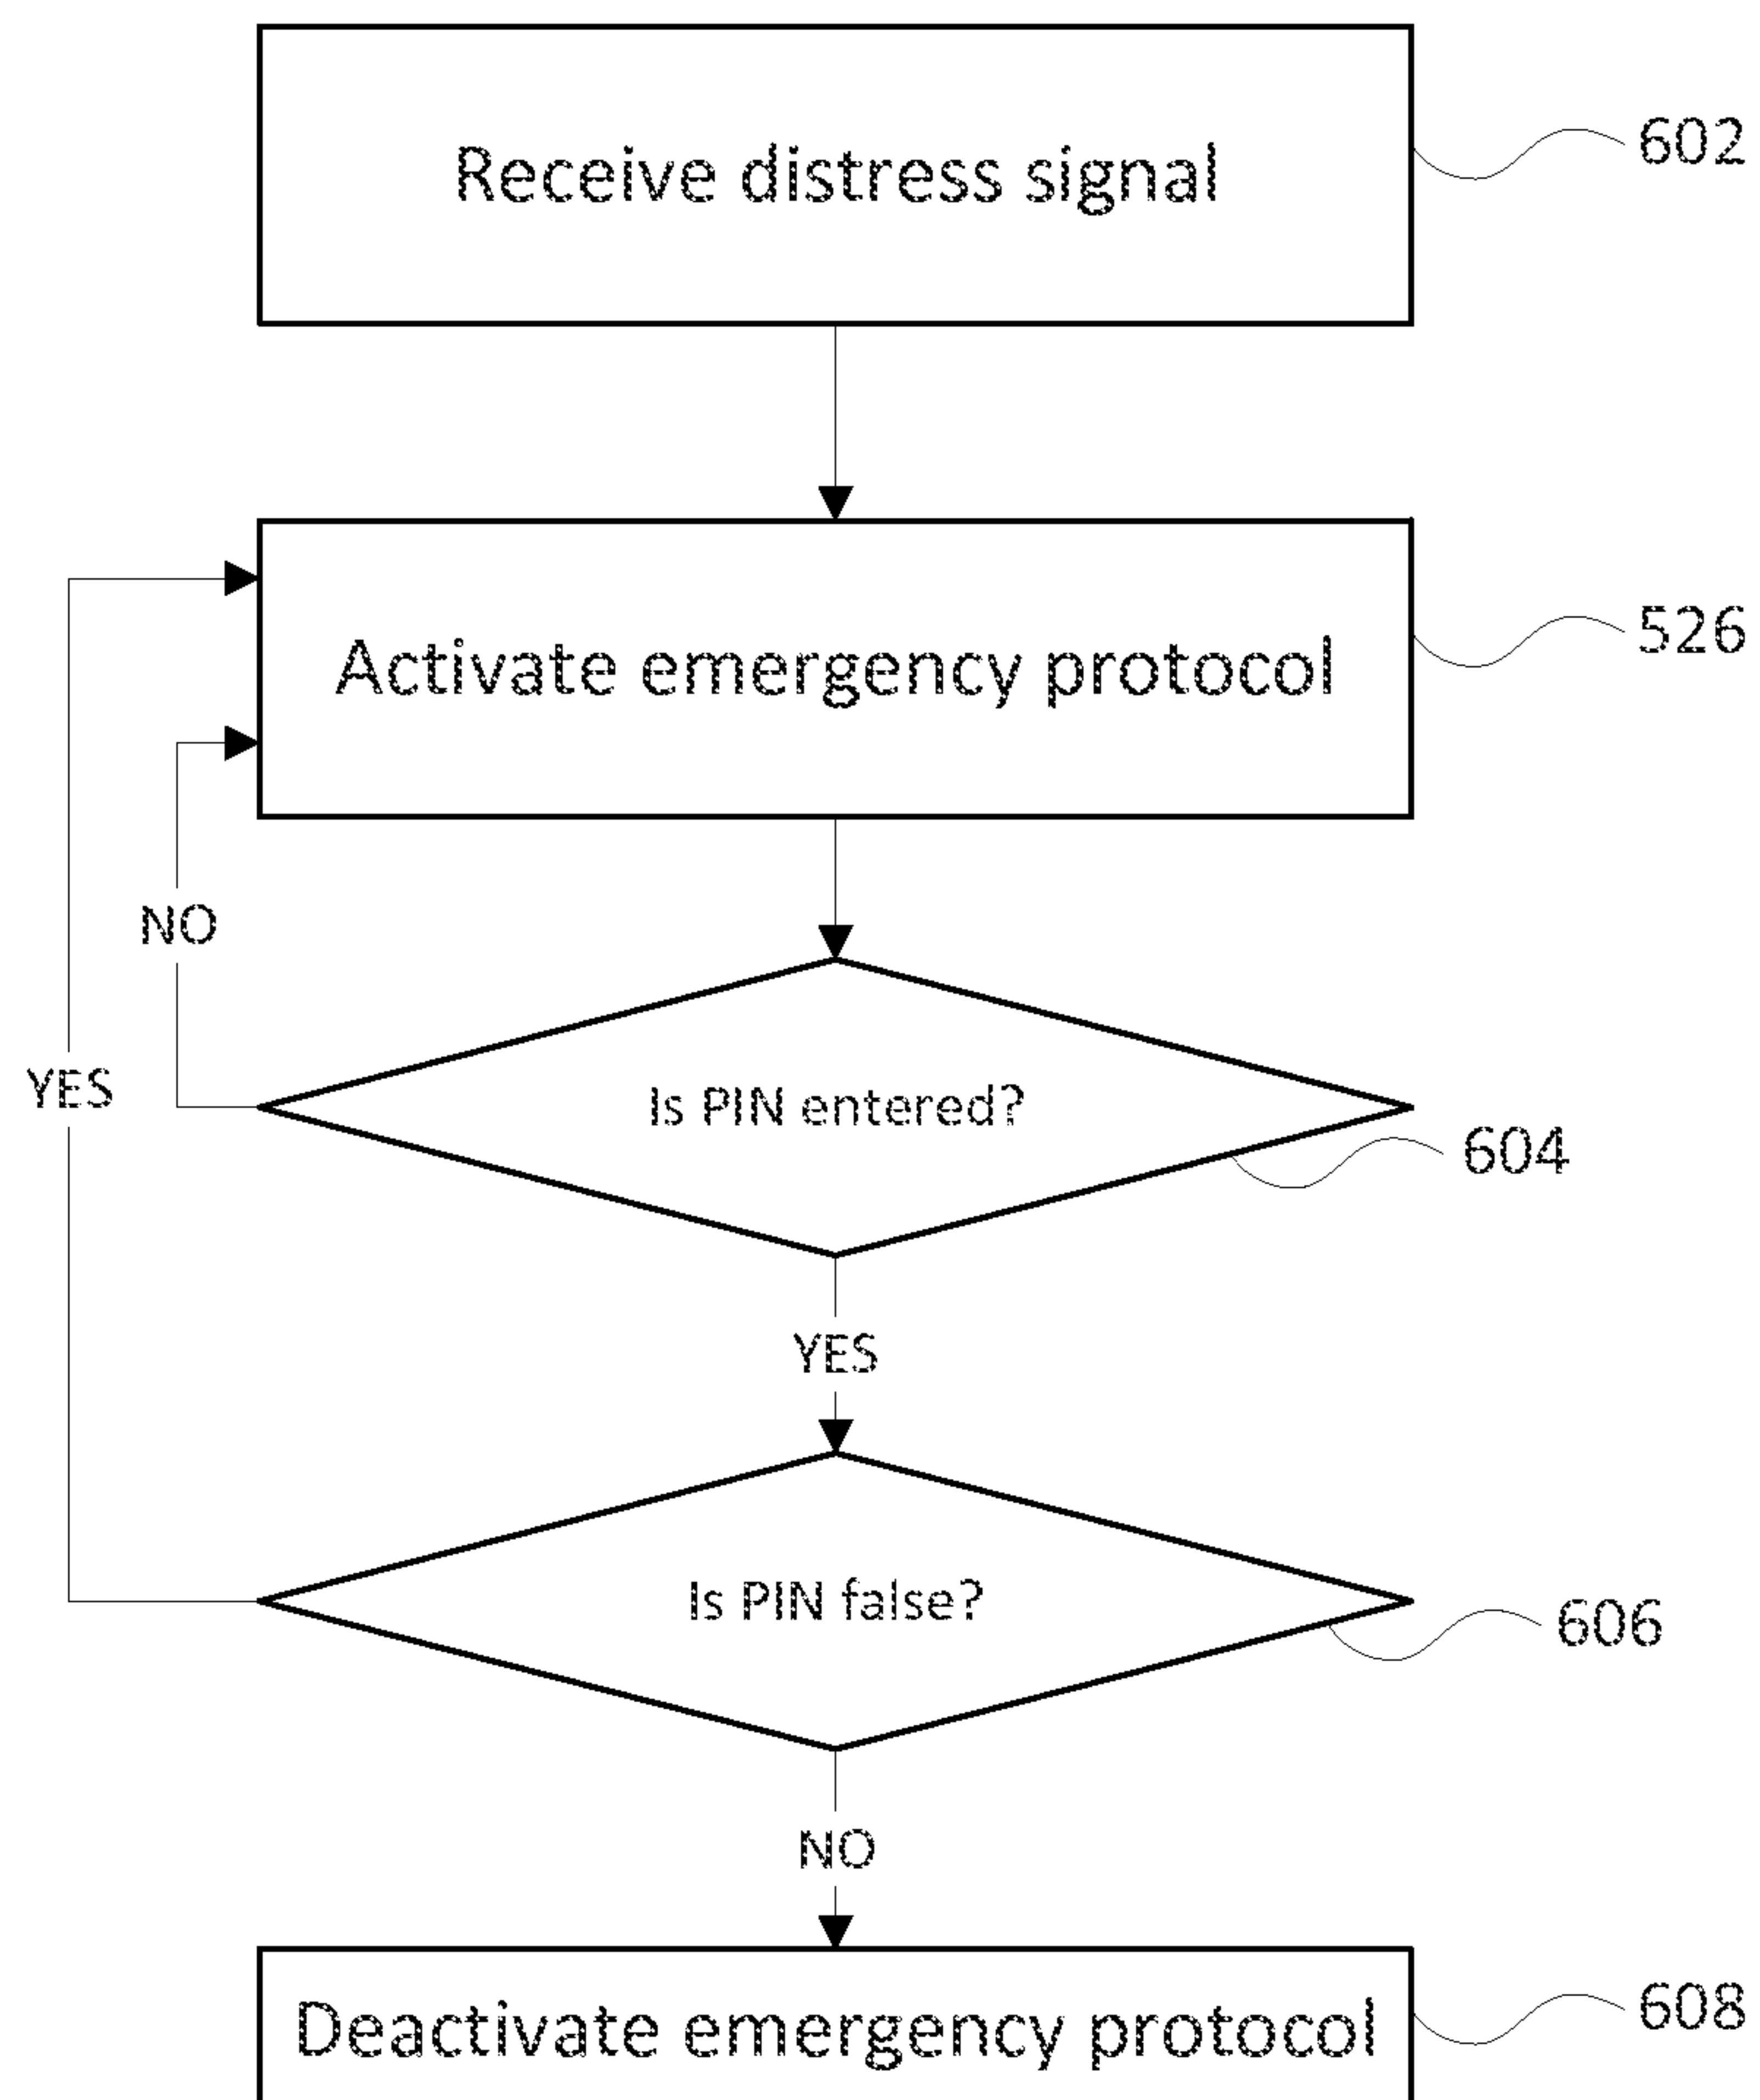 Receive distress signal
602
Activate emergency protocol
526
NO
YES
Is PIN entered?
604
YES
Is PIN false?
606
NO
Deactivate emergency protocol
608